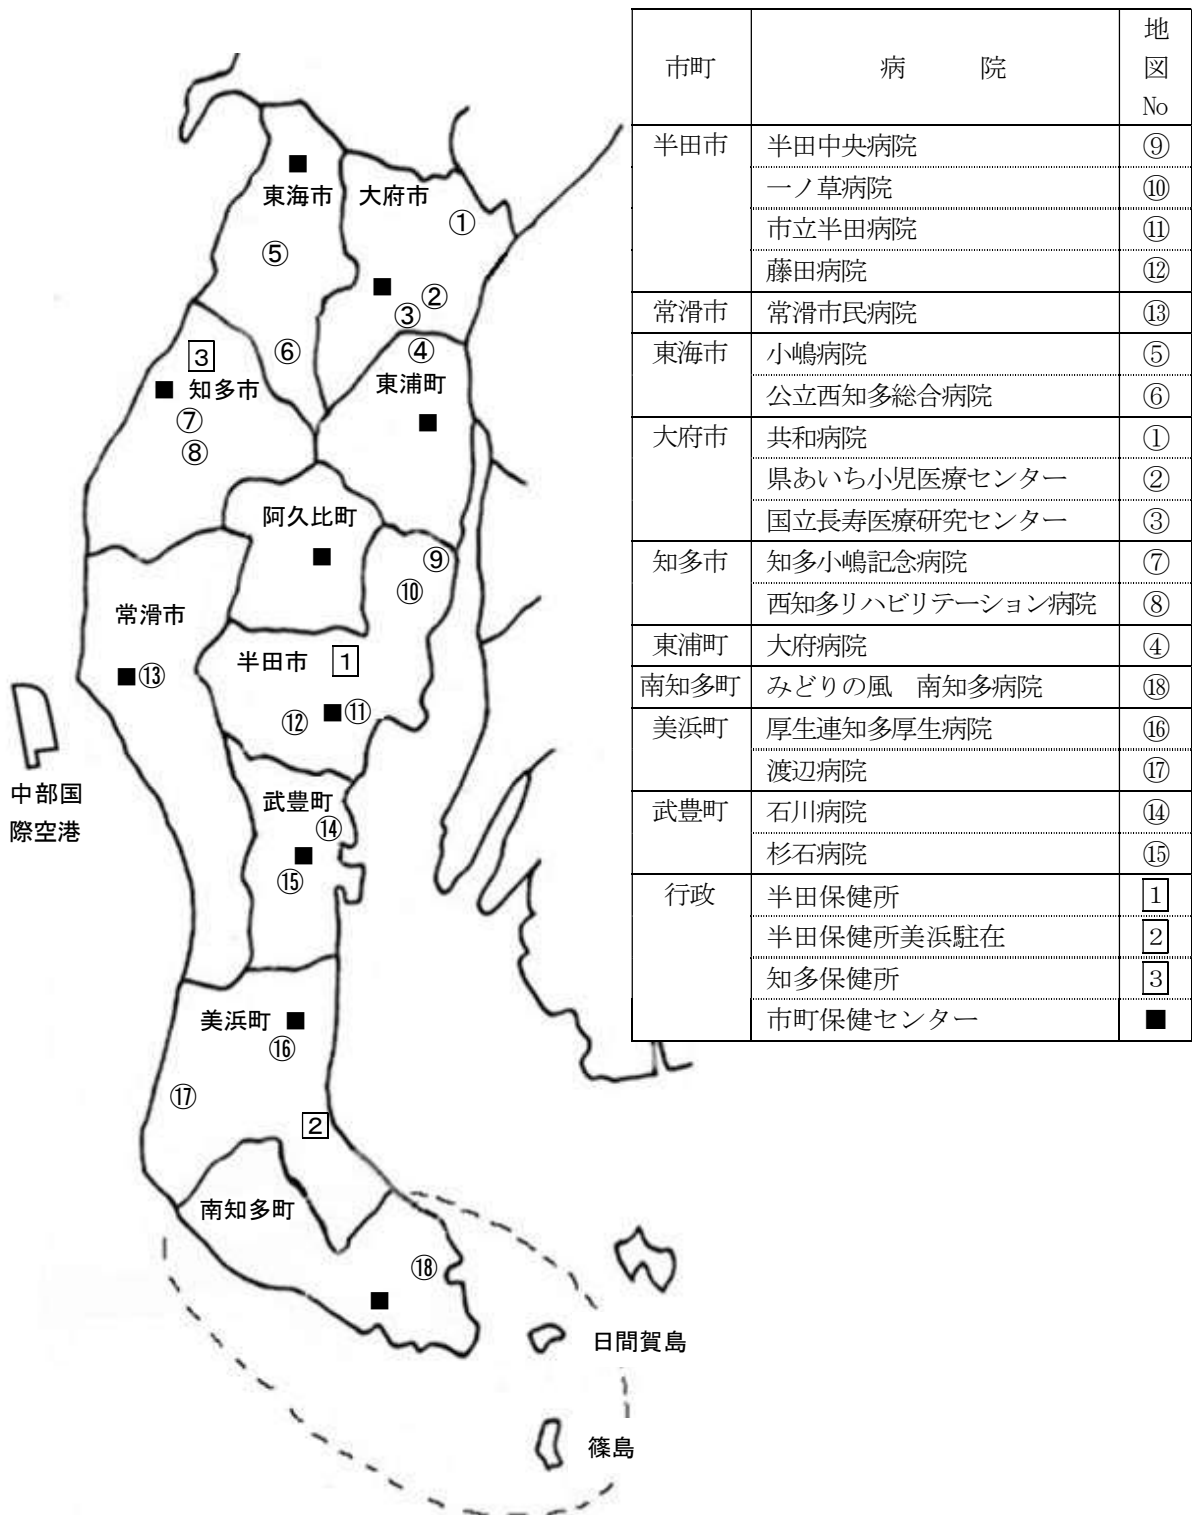 東海市
大府市
①
⑤
②
③
⑥
④
3
知多市
東浦町
⑦
⑧
阿久比町
⑨
⑩
常滑市
半田市
1
⑬
⑫
⑪
中部国
際空港
武豊町
⑭
⑮
美浜町
⑯
⑰
2
南知多町
⑱
日間賀島
篠島
市町 病 院 地図No
半田市 半田中央病院 ⑨
一ノ草病院 ⑩
市立半田病院 ⑪
藤田病院 ⑫
常滑市 常滑市民病院 ⑬
東海市 小嶋病院 ⑤
公立西知多総合病院 ⑥
大府市 共和病院 ①
県あいち小児医療センター ②
国立長寿医療研究センター ③
知多市 知多小嶋記念病院 ⑦
西知多リハビリテーション病院 ⑧
東浦町 大府病院 ④
南知多町 みどりの風 南知多病院 ⑱
美浜町 厚生連知多厚生病院 ⑯
渡辺病院 ⑰
武豊町 石川病院 ⑭
杉石病院 ⑮
行政 半田保健所 1
半田保健所美浜駐在 2
知多保健所 3
市町保健センター ■